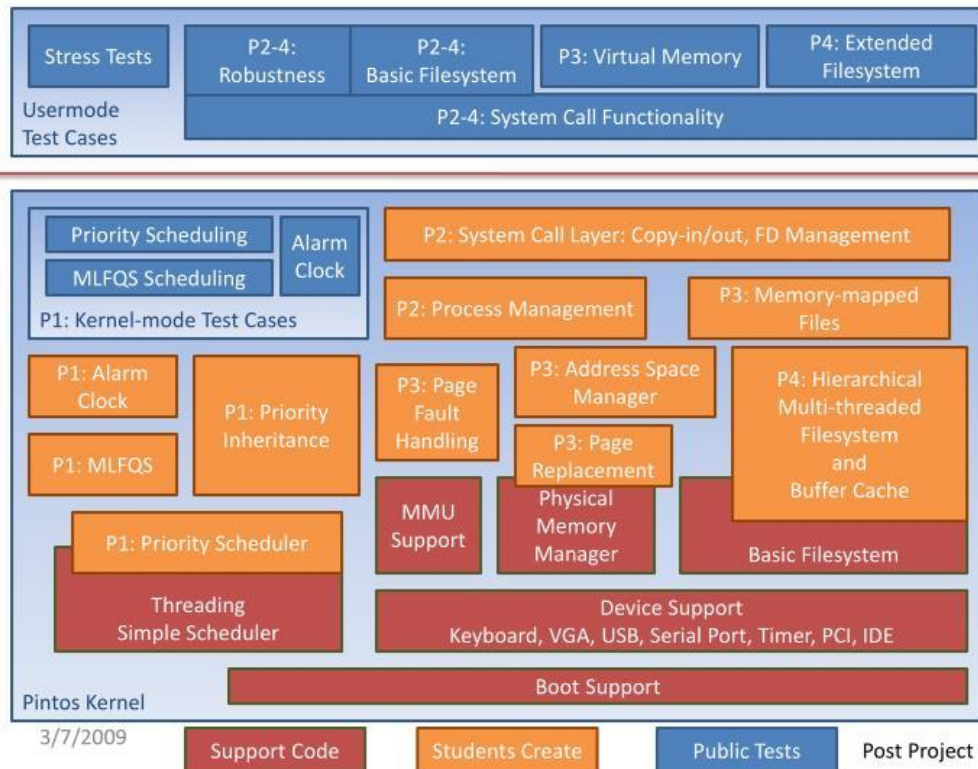 Stress Tests
P2-4:
Robustness
P2-4:
Basic Filesystem
P3: Virtual Memory
P4: Extended
Filesystem
Usermode
Test Cases
P2-4: System Call Functionality
Priority Scheduling
MLFQS Scheduling
Alarm
Clock
P1: Kernel-mode Test Cases
P2: System Call Layer: Copy-in/out, FD Management
P2: Process Management
P3: Memory-mapped
Files
P1: Alarm
Clock
P1: MLFQS
P1: Priority
Inheritance
P3: Page
Fault
Handling
P3: Address Space
Manager
P3: Page
Replacement
P4: Hierarchical
Multi-threaded
Filesystem
and
Buffer Cache
P1: Priority Scheduler
Threading
Simple Scheduler
MMU
Support
Physical
Memory
Manager
Basic Filesystem
Device Support
Keyboard, VGA, USB, Serial Port, Timer, PCI, IDE
Boot Support
Pintos Kernel
3/7/2009
Support Code
Students Create
Public Tests
Post Project